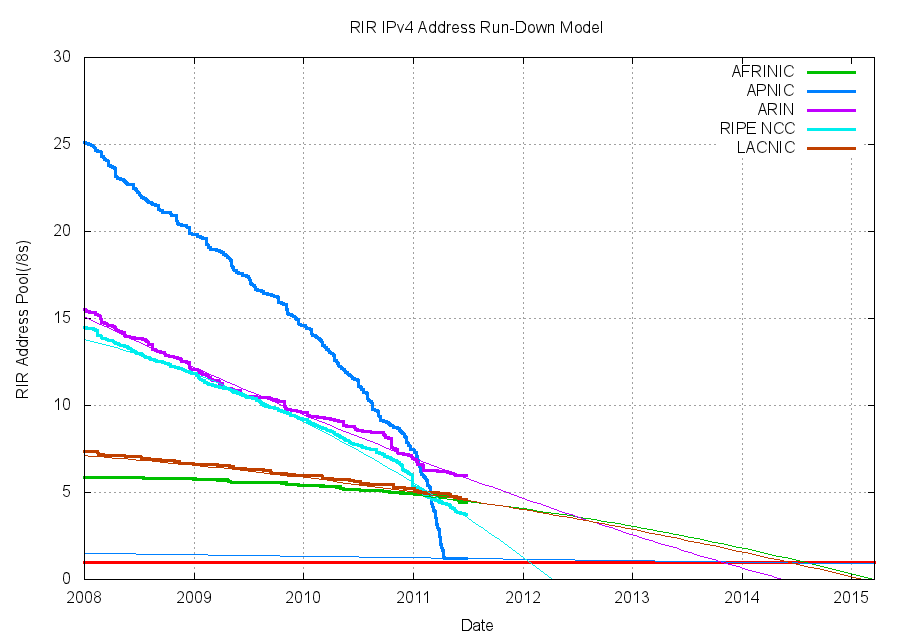 RIR IPv4 Address Run-Down Model
RIR Address Pool(/8s)
30
25
20
15
10
5
0
AFRINIC
APNIC
ARIN
RIPE NCC
LACNIC
2008 2009 2010 2011 2012 2013 2014 2015
Date